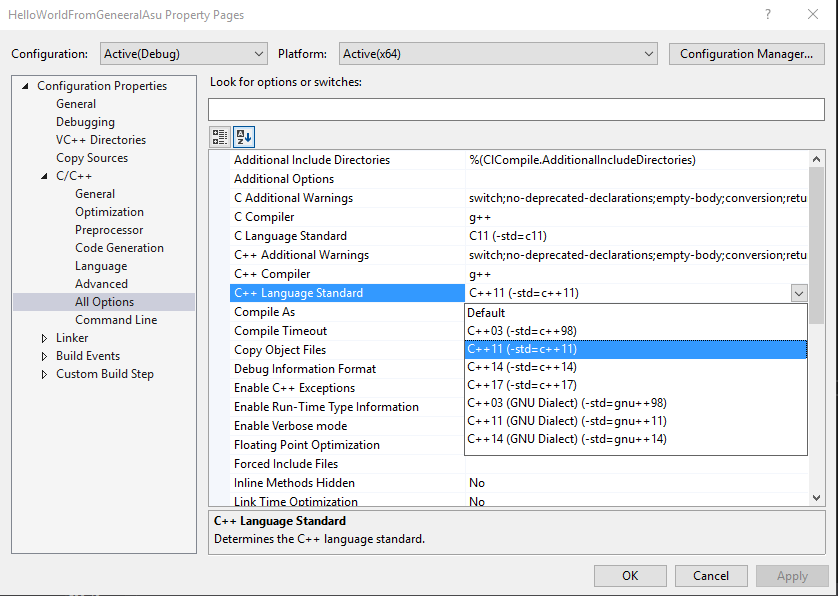 HelloWorldFromGeneeralAsu Property Pages
Configuration: Active(Debug) Platform: Active(x64) Configuration Manager...
Configuration Properties
General
Debugging
VC++ Directories
Copy Sources
C/C++
General
Optimization
Preprocessor
Code Generation
Language
Advanced
All Options
Command Line
Linker
Build Events
Custom Build Step
Look for options or switches:
Additional Include Directories %(ClCompile.AdditionalIncludeDirectories)
Additional Options
C Additional Warnings switch;no-deprecated-declarations;empty-body;conversion;retu
C Compiler g++
C Language Standard C11 (-std=c11)
C++ Additional Warnings switch;no-deprecated-declarations;empty-body;conversion;retu
C++ Compiler g++
C++ Language Standard C++11 (-std=c++11)
Compile As
Compile Timeout
Copy Object Files
Debug Information Format
Enable C++ Exceptions
Enable Run-Time Type Information
Enable Verbose mode
Floating Point Optimization
Forced Include Files
Inline Methods Hidden No
Link Time Optimization No
Default
C++03 (-std=c++98)
C++11 (-std=c++11)
C++14 (-std=c++14)
C++17 (-std=c++17)
C++03 (GNU Dialect) (-std=gnu++98)
C++11 (GNU Dialect) (-std=gnu++11)
C++14 (GNU Dialect) (-std=gnu++14)
C++ Language Standard
Determines the C++ language standard.
OK Cancel Apply